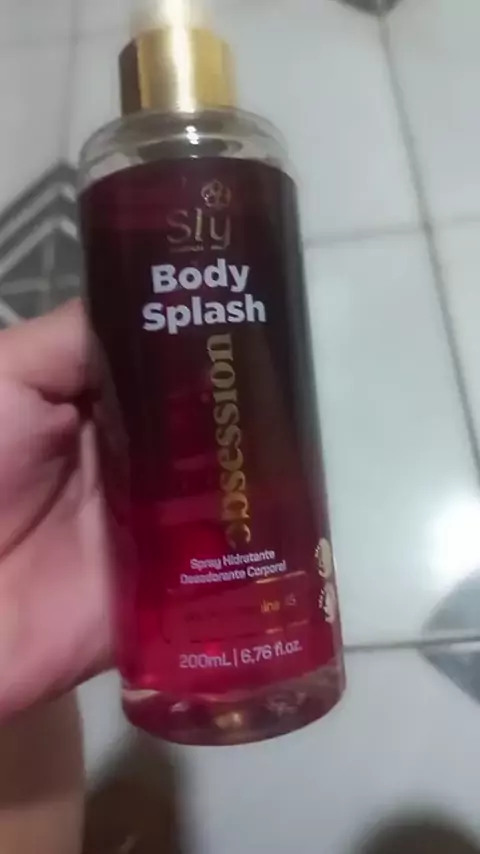 Sly
Body
Splash
obsession
Spray Hidratante
Desodorante Corporal
200mL | 6,76 fl.oz.